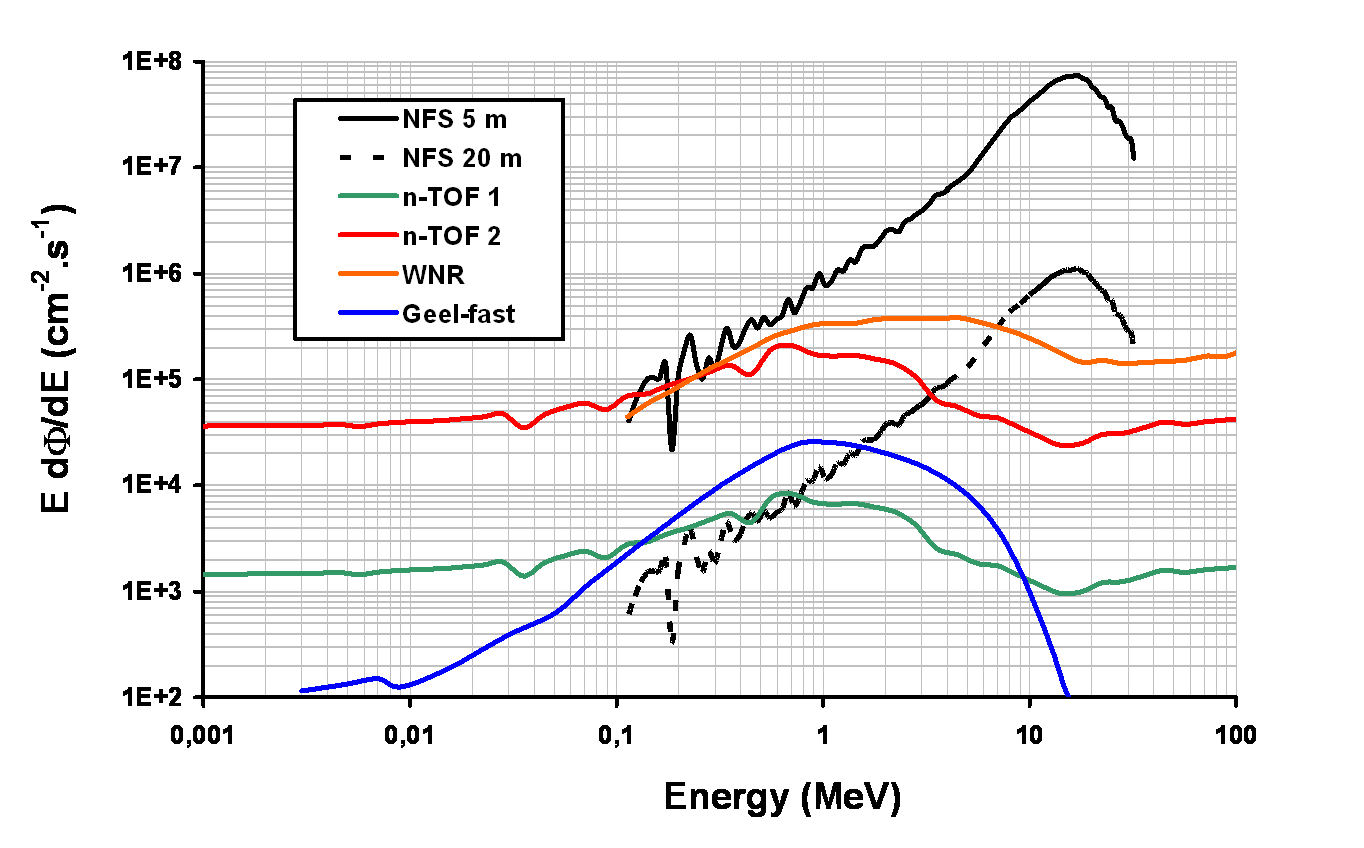 1E+8
1E+7
1E+6
1E+5
1E+4
1E+3
1E+2
E dΦ/dE (cm-2.s-1)
NFS 5 m
NFS 20 m
n-TOF 1
n-TOF 2
WNR
Geel-fast
0,001 0,01 0,1 1 10 100
Energy (MeV)